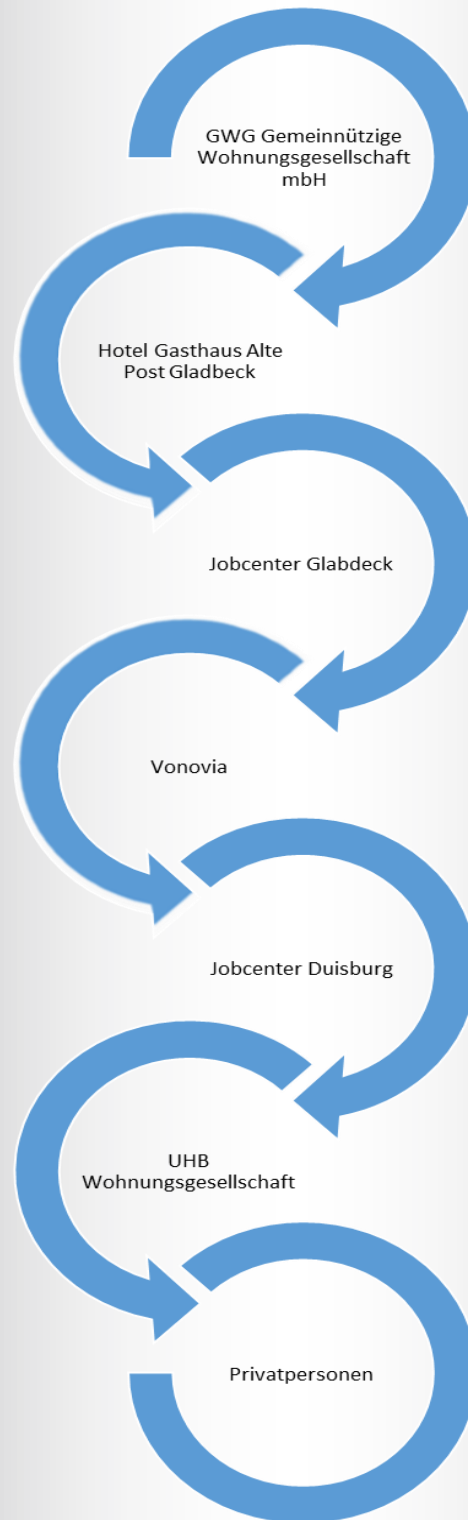 GWG Gemeinnützige
Wohnungsgesellschaft
mbH
Hotel Gasthaus Alte
Post Gladbeck
Jobcenter Glabdeck
Vonovia
Jobcenter Duisburg
UHB
Wohnungsgesellschaft
Privatpersonen